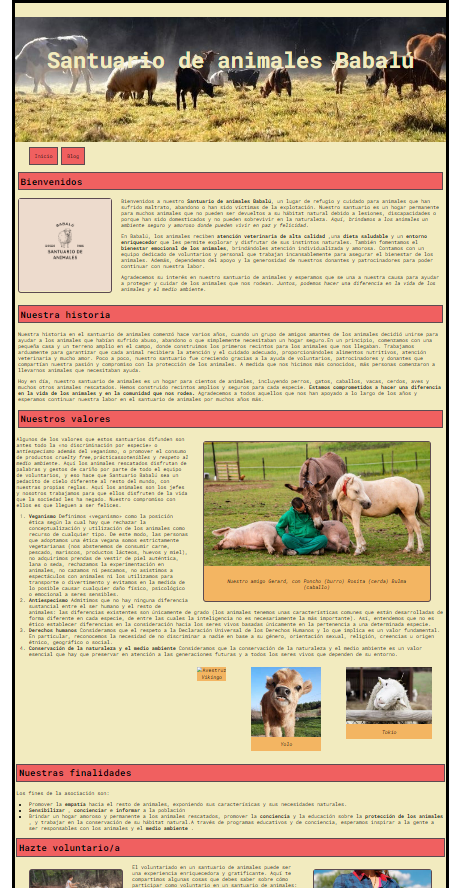 Santuario de animales Babalú
Inicio
Blog
Bienvenidos
BABALÚ
SANTUARIO DE
ANIMALES
Bienvenidos a nuestro Santuario de animales Babalú, un lugar de refugio y cuidado para animales que han
sufrido maltrato, abandono o han sido víctimas de la explotación. Nuestro santuario es un hogar permanente
para muchos animales que no pueden ser devueltos a su hábitat natural debido a lesiones, discapacidades o
porque han sido domesticados y no pueden sobrevivir en la naturaleza. Aquí, brindamos a los animales un
ambiente seguro y amoroso donde pueden vivir en paz y felicidad.
En Babalú, los animales reciben atención veterinaria de alta calidad ,una dieta saludable y un entorno
enriquecedor que les permite explorar y disfrutar de sus instintos naturales. También fomentamos el
bienestar emocional de los animales, brindándoles atención individualizada y amorosa. Contamos con un
equipo dedicado de voluntarios y personal que trabajan incansablemente para asegurar el bienestar de los
animales. Además, dependemos del apoyo y la generosidad de nuestros donantes y patrocinadores para poder
continuar con nuestra labor.
Agradecemos su interés en nuestro santuario de animales y esperamos que se una a nuestra causa para ayudar
a proteger y cuidar de los animales que nos rodean. Juntos, podemos hacer una diferencia en la vida de los
animales y el medio ambiente.
Nuestra historia
Nuestra historia en el santuario de animales comenzó hace varios años, cuando un grupo de amigos amantes de los animales decidió unirse para
ayudar a los animales que habían sufrido abuso, abandono o que simplemente necesitaban un hogar seguro.En un principio, comenzamos con una
pequeña casa y un terreno amplio en el campo, donde construimos los primeros recintos para los animales que nos llegaban. Trabajamos
arduamente para garantizar que cada animal recibiera la atención y el cuidado adecuado, proporcionándoles alimentos nutritivos, atención
veterinaria y mucho amor. Poco a poco, nuestro santuario fue creciendo gracias a la ayuda de voluntarios, patrocinadores y donantes que
compartían nuestra pasión y compromiso con la protección de los animales. A medida que nos hicimos más conocidos, más personas comenzaron a
llevarnos animales que necesitaban ayuda.
Hoy en día, nuestro santuario de animales es un hogar para cientos de animales, incluyendo perros, gatos, caballos, vacas, cerdos, aves y
muchos otros animales rescatados. Hemos construido recintos amplios y seguros para cada especie. Estamos comprometidos a hacer una diferencia
en la vida de los animales y en la comunidad que nos rodea. Agradecemos a todos aquellos que nos han apoyado a lo largo de los años y
esperamos continuar nuestra labor en el santuario de animales por muchos años más.
Nuestros valores
Algunos de los valores que estos santuarios difunden son
antes todo la «no discriminación por especie» o
antiespecismo además del veganismo, o promover el consumo
de productos cruelty free,prácticassostenibles y respeto al
medio ambiente. Aquí los animales rescatados disfrutan de
palabras y gestos de cariño por parte de todo el equipo
de voluntarios, y eso hace que Santuario Babalú sea un
pedacito de cielo diferente al resto del mundo, con
nuestras propias reglas. Aquí los animales son los jefes
y nosotros trabajamos para que ellos disfruten de la vida
que la sociedad les ha negado. Nuestro compromiso con
ellos es que lleguen a ser felices.
1. Veganismo Definimos «veganismo» como la posición
ética según la cual hay que rechazar la
conceptualización y utilización de los animales como
recurso de cualquier tipo. De este modo, las personas
que adoptamos una ética vegana somos estrictamente
vegetarianas (nos abstenemos de consumir carne,
pescado, mariscos, productos lácteos, huevos y miel),
no adquirimos prendas de vestir de piel auténtica,
lana o seda, rechazamos la experimentación en
animales, no cazamos ni pescamos, no asistimos a
espectáculos con animales ni los utilizamos para
transporte o divertimento y evitamos en la medida de
lo posible causar cualquier daño físico, psicológico
o emocional a seres sensibles.
2. Antiespecismo Admitimos que no hay ninguna diferencia
sustancial entre el ser humano y el resto de
animales: las diferencias existentes son únicamente de grado (los animales tenemos unas características comunes que están desarrolladas de
forma diferente en cada especie, de entre las cuales la inteligencia no es necesariamente la más importante). Así, entendemos que no es
ético establecer diferencias en la consideración hacia los seres vivos basadas únicamente en la pertenencia a una determinada especie.
3. Derechos humanos Consideramos que el respeto a la Declaración Universal de los Derechos Humanos y lo que implica es un valor fundamental.
En particular, reconocemos la necesidad de no discriminar a nadie en base a su género, orientación sexual, religión, creencias u origen
étnico, geográfico o social.
4. Conservación de la naturaleza y el medio ambiente Consideramos que la conservación de la naturaleza y el medio ambiente es un valor
esencial que hay que preservar en atención a las generaciones futuras y a todos los seres vivos que dependen de su entorno.
Nuestro amigo Gerard, con Poncho (burro) Rosita (cerda) Bulma
(caballo)
Avestruz
Vikingo
Yolo
Tokio
Nuestras finalidades
Los fines de la asociación son:
Promover la empatía hacia el resto de animales, exponiendo sus características y sus necesidades naturales.
Sensibilizar , concienciar e informar a la población
Brindar un hogar amoroso y permanente a los animales rescatados, promover la conciencia y la educación sobre la protección de los animales
, y trabajar en la conservación de su hábitat natural A través de programas educativos y de conciencia, esperamos inspirar a la gente a
ser responsables con los animales y el medio ambiente .
Hazte voluntario/a
El voluntariado en un santuario de animales puede ser
una experiencia enriquecedora y gratificante. Aquí te
compartimos algunas cosas que debes saber sobre cómo
participar como voluntario en un santuario de animales: